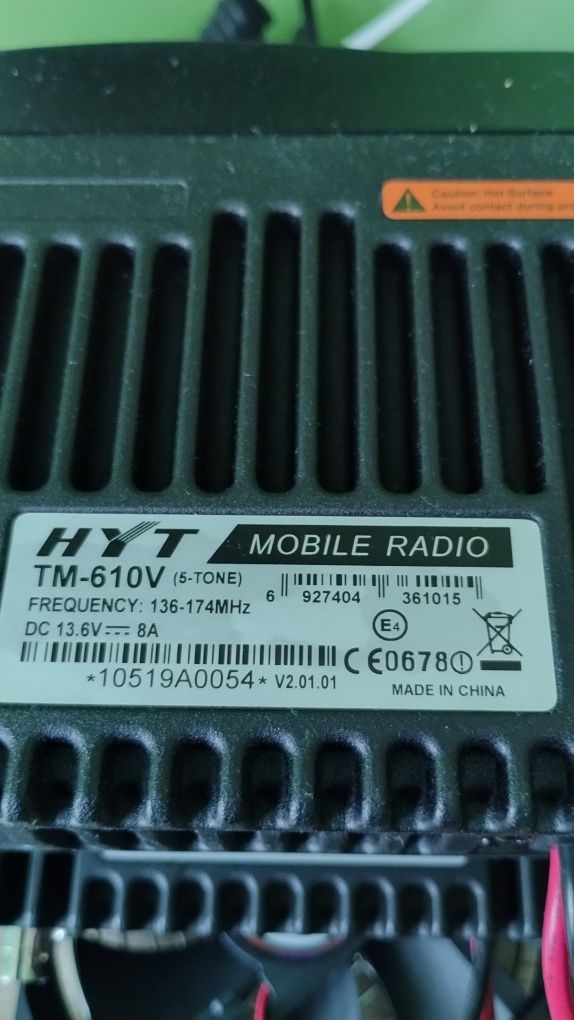 Caution: Hot Surface
Avoid contact during
HYT MOBILE RADIO
TM-610V (5-TONE)
6 927404 361015
FREQUENCY: 136-174MHz
DC 13.6V 8A
E4
CE0678
*10519A0054* V2.01.01
MADE IN CHINA